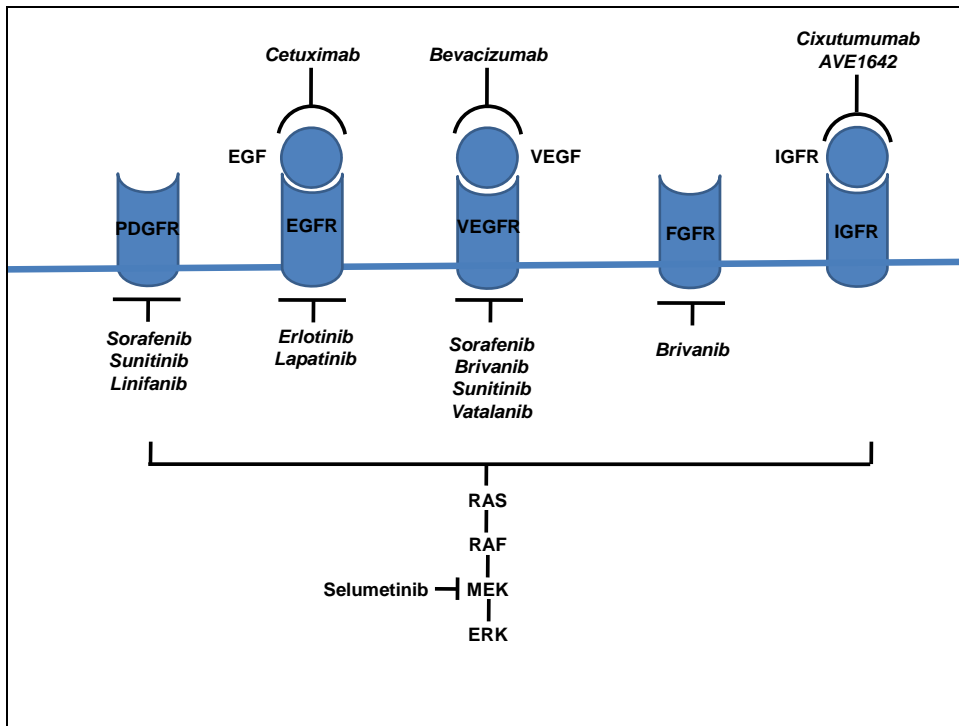 Cetuximab
Bevacizumab
Cixutumumab
AVE1642
EGF
VEGF
IGFR
PDGFR
EGFR
VEGFR
FGFR
IGFR
Sorafenib
Sunitinib
Linifanib
Erlotinib
Lapatinib
Sorafenib
Brivanib
Sunitinib
Vatalanib
Brivanib
RAS
RAF
Selumetinib
MEK
ERK